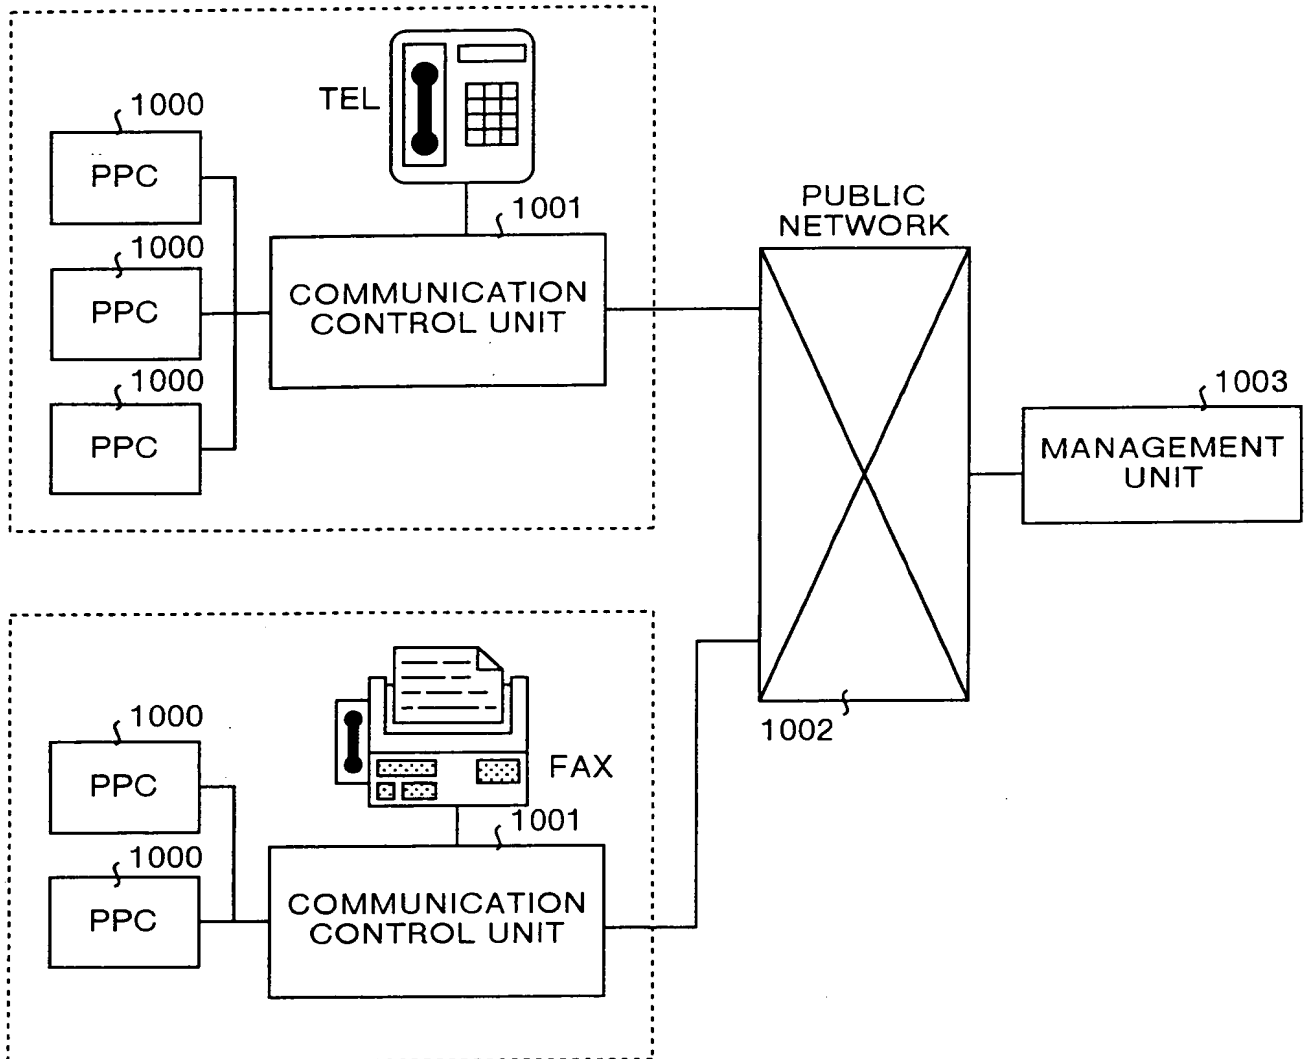 TEL
1000
PPC
1000
PPC
1000
PPC
1001
COMMUNICATION
CONTROL UNIT
PUBLIC
NETWORK
1002
1003
MANAGEMENT
UNIT
FAX
1000
PPC
1000
PPC
1001
COMMUNICATION
CONTROL UNIT